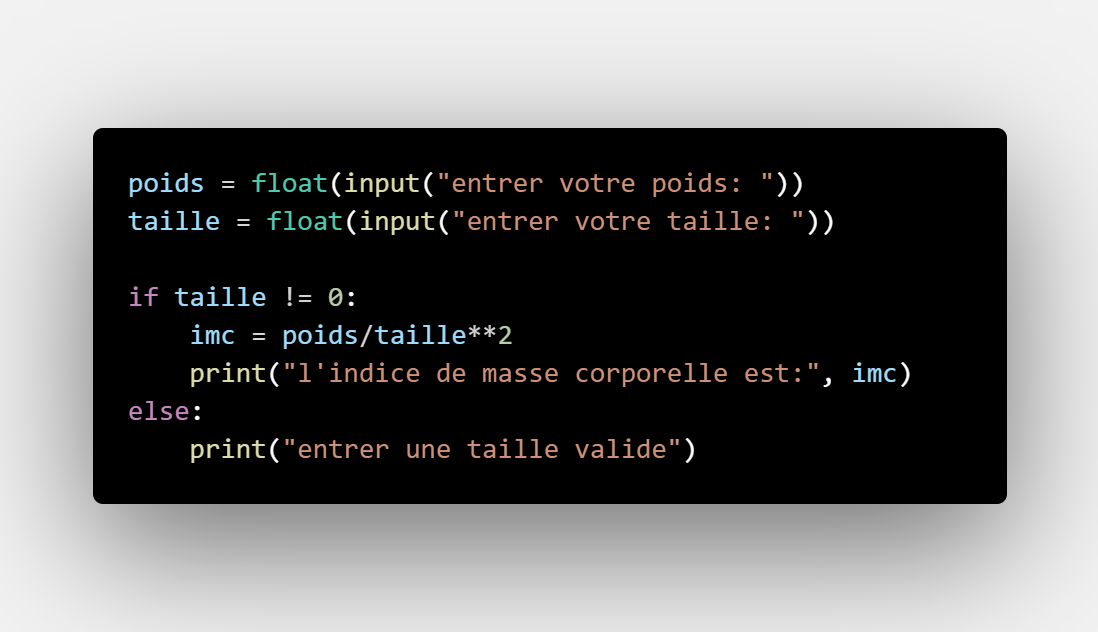 poids = float(input("entrer votre poids: "))
taille = float(input("entrer votre taille: "))
if taille != 0:
    imc = poids/taille**2
    print("l'indice de masse corporelle est:", imc)
else:
    print("entrer une taille valide")